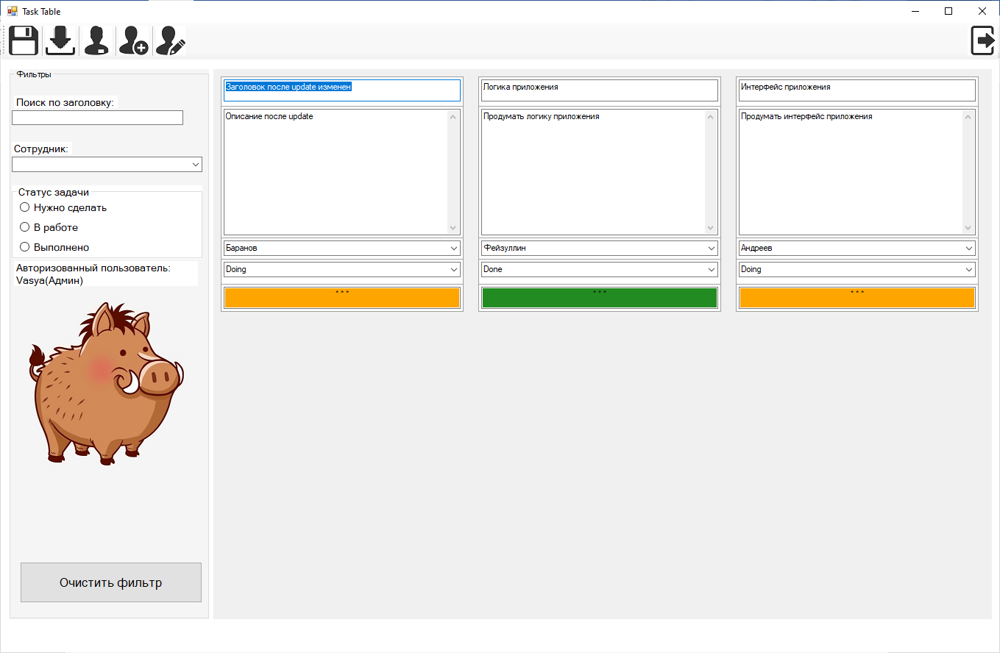 Task Table
Фильтры
Поиск по заголовку:
Сотрудник:
Статус задачи
Нужно сделать
В работе
Выполнено
Авторизованный пользователь:
Vasya(Админ)
Очистить фильтр
Заголовок после update изменен
Описание после update
Баранов
Doing
* * *
Логика приложения
Продумать логику приложения
Фейзуллин
Done
* * *
Интерфейс приложения
Продумать интерфейс приложения
Андреев
Doing
* * *